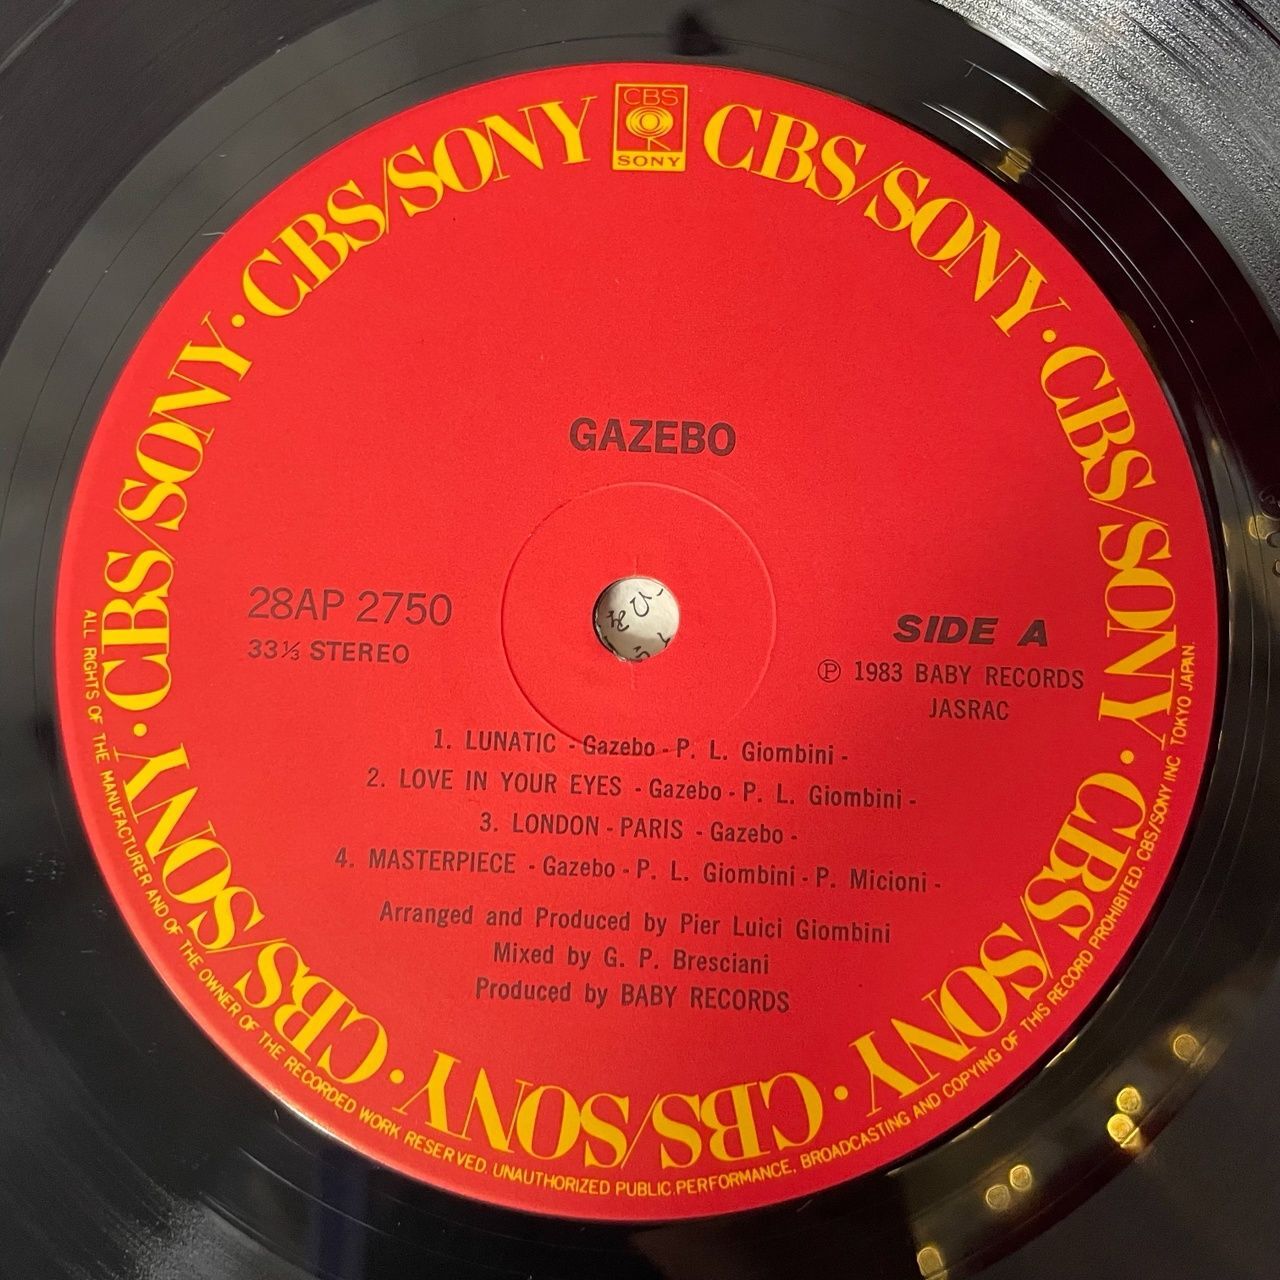 CBS
SONY
CBS/SONY · CBS/SONY · CBS/SONY · CBS/SONY · CBS/SONY · CBS/SONY · CBS/SONY · CBS/SONY
GAZEBO
28AP 2750
33⅓ STEREO
SIDE A
Ⓟ 1983 BABY RECORDS
JASRAC
1. LUNATIC - Gazebo - P. L. Giombini -
2. LOVE IN YOUR EYES - Gazebo - P. L. Giombini -
3. LONDON - PARIS - Gazebo -
4. MASTERPIECE - Gazebo - P. L. Giombini - P. Micioni -
Arranged and Produced by Pier Luici Giombini
Mixed by G. P. Bresciani
Produced by BABY RECORDS
ALL RIGHTS OF THE MANUFACTURER AND OF THE OWNER OF THE RECORDED WORK RESERVED. UNAUTHORIZED PUBLIC.PERFORMANCE, BROADCASTING AND COPYING OF THIS RECORD PROHIBITED. CBS/SONY INC. TOKYO JAPAN.